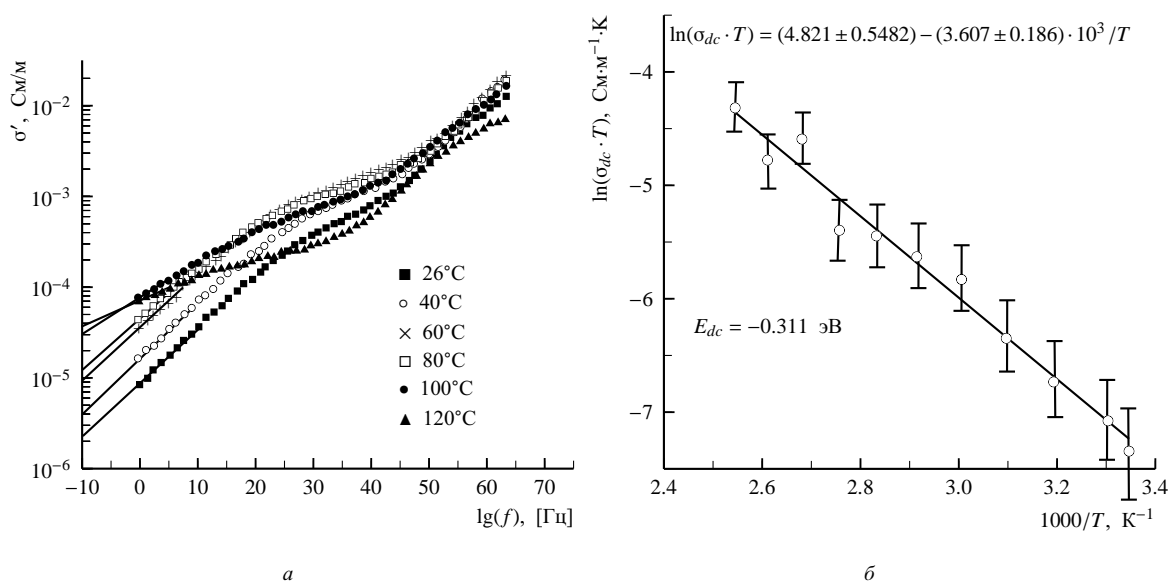 σ′, См/м
10⁻²
10⁻³
10⁻⁴
10⁻⁵
10⁻⁶
−10 0 10 20 30 40 50 60 70
lg(f), [Гц]
26°C
40°C
60°C
80°C
100°C
120°C
а
ln(σ_dc · T) = (4.821 ± 0.5482) − (3.607 ± 0.186) · 10³/T
ln(σ_dc · T), См·м⁻¹·К
−4
−5
−6
−7
E_dc = −0.311 эВ
2.4 2.6 2.8 3.0 3.2 3.4
1000/T, К⁻¹
б